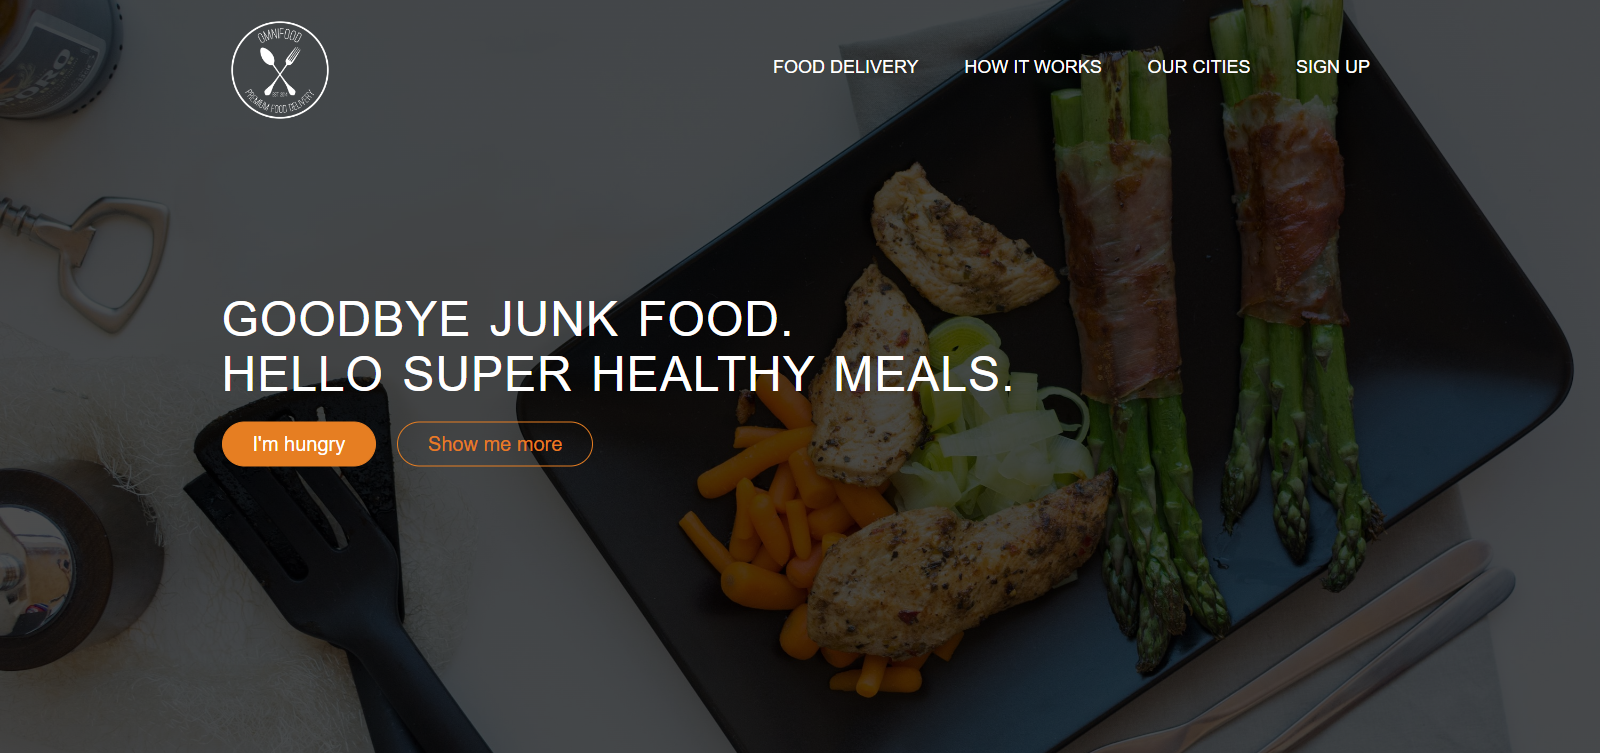 OMNIFOOD
PREMIUM FOOD DELIVERY
FOOD DELIVERY HOW IT WORKS OUR CITIES SIGN UP
GOODBYE JUNK FOOD.
HELLO SUPER HEALTHY MEALS.
I'm hungry Show me more